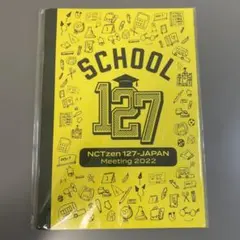 SCHOOL
127
NCTzen 127-JAPAN
Meeting 2022